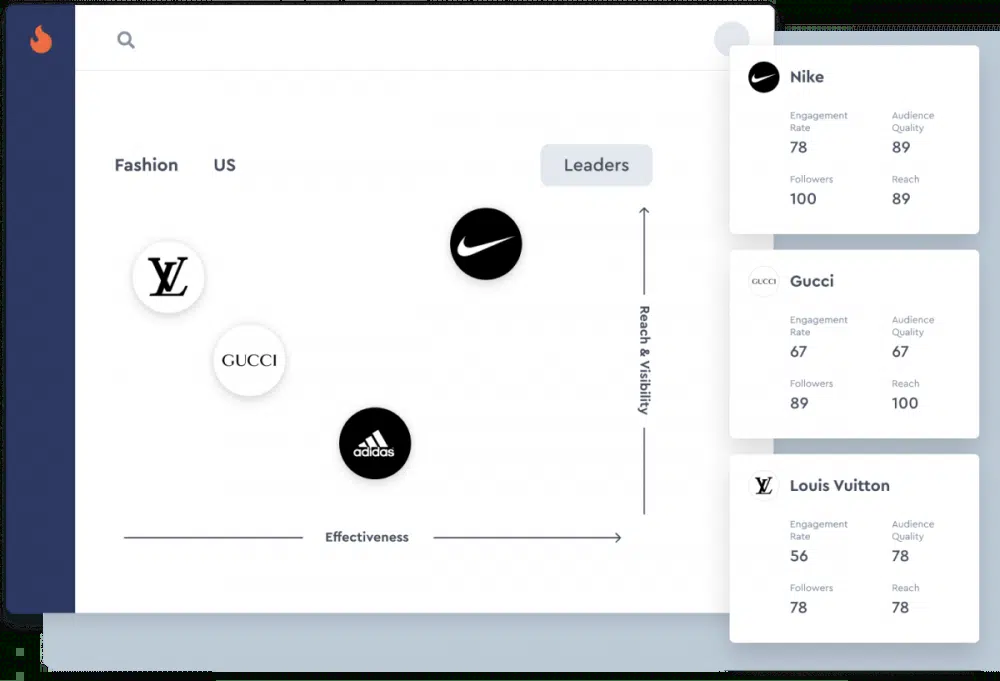 Fashion
US
Leaders
GUCCI
adidas
Reach & Visibility
Effectiveness
Nike
Engagement
Rate
Audience
Quality
78
89
Followers
Reach
100
89
GUCCI
Gucci
Engagement
Rate
Audience
Quality
67
67
Followers
Reach
89
100
LV
Louis Vuitton
Engagement
Rate
Audience
Quality
56
78
Followers
Reach
78
78